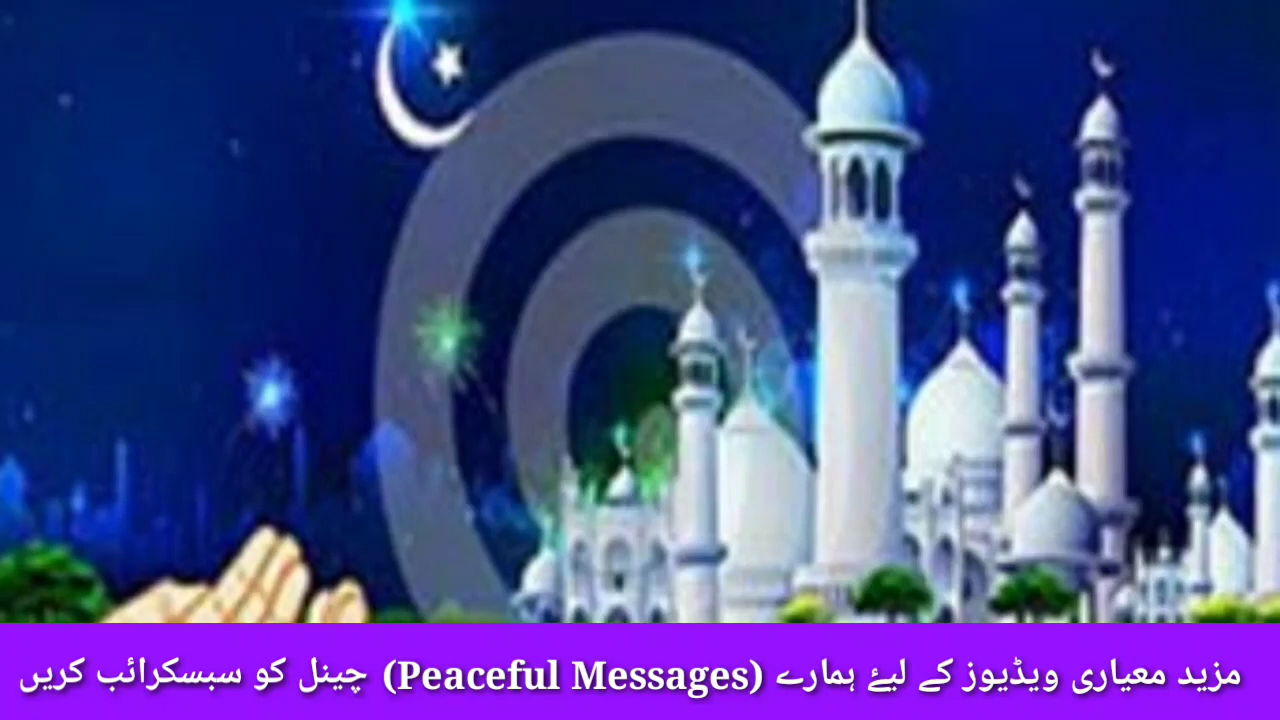 مزید معیاری ویڈیوز کے لیۓ ہمارے (Peaceful Messages) چینل کو سبسکرائب کریں